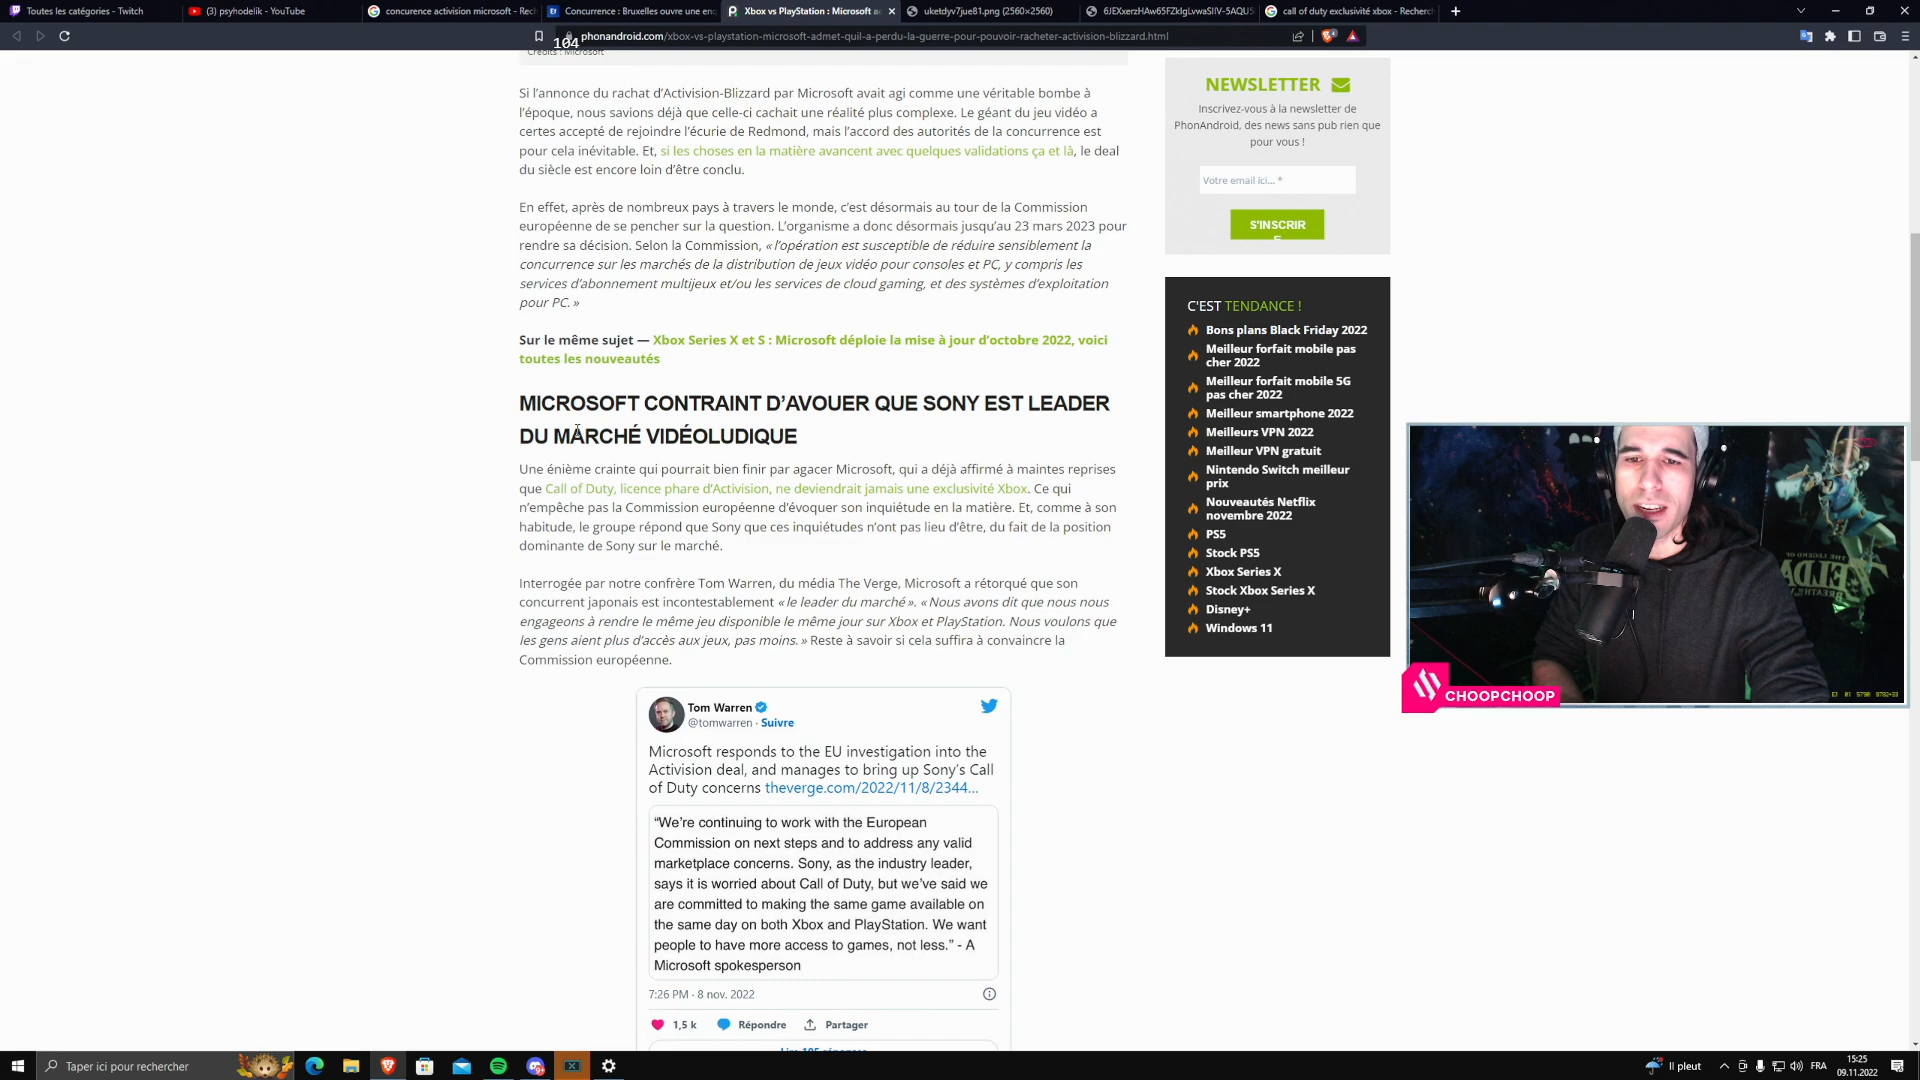 Toutes les catégories - Twitch
(3) psyhodelik - YouTube
concurence activision microsoft - Rec
Concurrence : Bruxelles ouvre une enq
Xbox vs PlayStation : Microsoft a
uketdyv7jue81.png (2560×2560)
call of duty exclusivité xbox - Recherc
104
phonandroid.com/xbox-vs-playstation-microsoft-admet-quil-a-perdu-la-guerre-pour-pouvoir-racheter-activision-blizzard.html
Crédits : Microsoft
Si l’annonce du rachat d’Activision-Blizzard par Microsoft avait agi comme une véritable bombe à
l’époque, nous savions déjà que celle-ci cachait une réalité plus complexe. Le géant du jeu vidéo a
certes accepté de rejoindre l’écurie de Redmond, mais l’accord des autorités de la concurrence est
pour cela inévitable. Et, si les choses en la matière avancent avec quelques validations ça et là, le deal
du siècle est encore loin d’être conclu.
En effet, après de nombreux pays à travers le monde, c’est désormais au tour de la Commission
européenne de se pencher sur la question. L’organisme a donc désormais jusqu’au 23 mars 2023 pour
rendre sa décision. Selon la Commission, « l’opération est susceptible de réduire sensiblement la
concurrence sur les marchés de la distribution de jeux vidéo pour consoles et PC, y compris les
services d’abonnement multijeux et/ou les services de cloud gaming, et des systèmes d’exploitation
pour PC. »
Sur le même sujet — Xbox Series X et S : Microsoft déploie la mise à jour d’octobre 2022, voici
toutes les nouveautés
MICROSOFT CONTRAINT D’AVOUER QUE SONY EST LEADER
DU MARCHÉ VIDÉOLUDIQUE
Une énième crainte qui pourrait bien finir par agacer Microsoft, qui a déjà affirmé à maintes reprises
que Call of Duty, licence phare d’Activision, ne deviendrait jamais une exclusivité Xbox. Ce qui
n’empêche pas la Commission européenne d’évoquer son inquiétude en la matière. Et, comme à son
habitude, le groupe répond que Sony que ces inquiétudes n’ont pas lieu d’être, du fait de la position
dominante de Sony sur le marché.
Interrogée par notre confrère Tom Warren, du média The Verge, Microsoft a rétorqué que son
concurrent japonais est incontestablement « le leader du marché ». « Nous avons dit que nous nous
engageons à rendre le même jeu disponible le même jour sur Xbox et PlayStation. Nous voulons que
les gens aient plus d’accès aux jeux, pas moins. » Reste à savoir si cela suffira à convaincre la
Commission européenne.
Tom Warren
@tomwarren · Suivre
Microsoft responds to the EU investigation into the
Activision deal, and manages to bring up Sony’s Call
of Duty concerns theverge.com/2022/11/8/2344…
“We’re continuing to work with the European
Commission on next steps and to address any valid
marketplace concerns. Sony, as the industry leader,
says it is worried about Call of Duty, but we’ve said we
are committed to making the same game available on
the same day on both Xbox and PlayStation. We want
people to have more access to games, not less.” - A
Microsoft spokesperson
7:26 PM · 8 nov. 2022
1,5 k
Répondre
Partager
NEWSLETTER
Inscrivez-vous à la newsletter de
PhonAndroid, des news sans pub rien que
pour vous !
Votre email ici... *
S'INSCRIR
E
C'EST TENDANCE !
Bons plans Black Friday 2022
Meilleur forfait mobile pas
cher 2022
Meilleur forfait mobile 5G
pas cher 2022
Meilleur smartphone 2022
Meilleurs VPN 2022
Meilleur VPN gratuit
Nintendo Switch meilleur
prix
Nouveautés Netflix
novembre 2022
PS5
Stock PS5
Xbox Series X
Stock Xbox Series X
Disney+
Windows 11
CHOOPCHOOP
Taper ici pour rechercher
Il pleut
FRA
15:25
09.11.2022